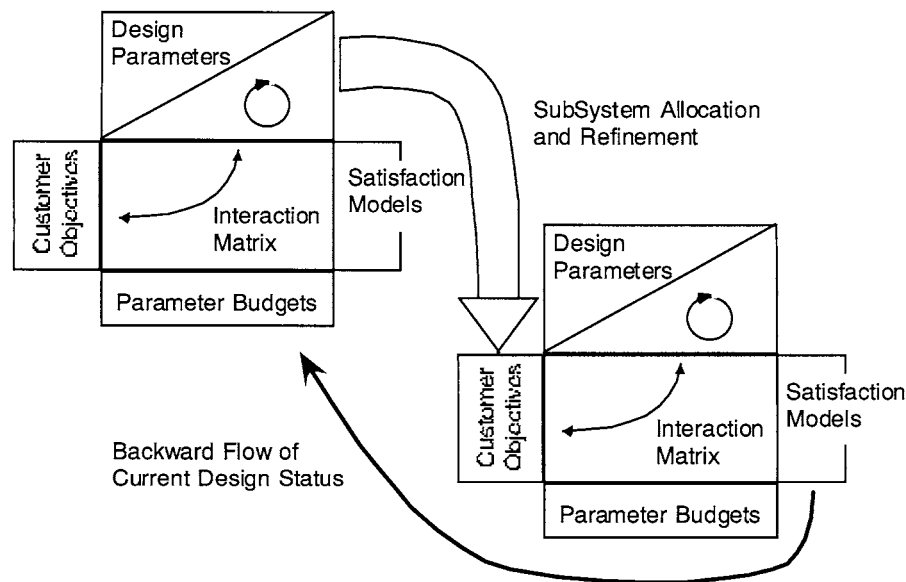 Design
Parameters
Customer
Objectives
Interaction
Matrix
Satisfaction
Models
Parameter Budgets
SubSystem Allocation
and Refinement
Design
Parameters
Customer
Objectives
Interaction
Matrix
Satisfaction
Models
Parameter Budgets
Backward Flow of
Current Design Status